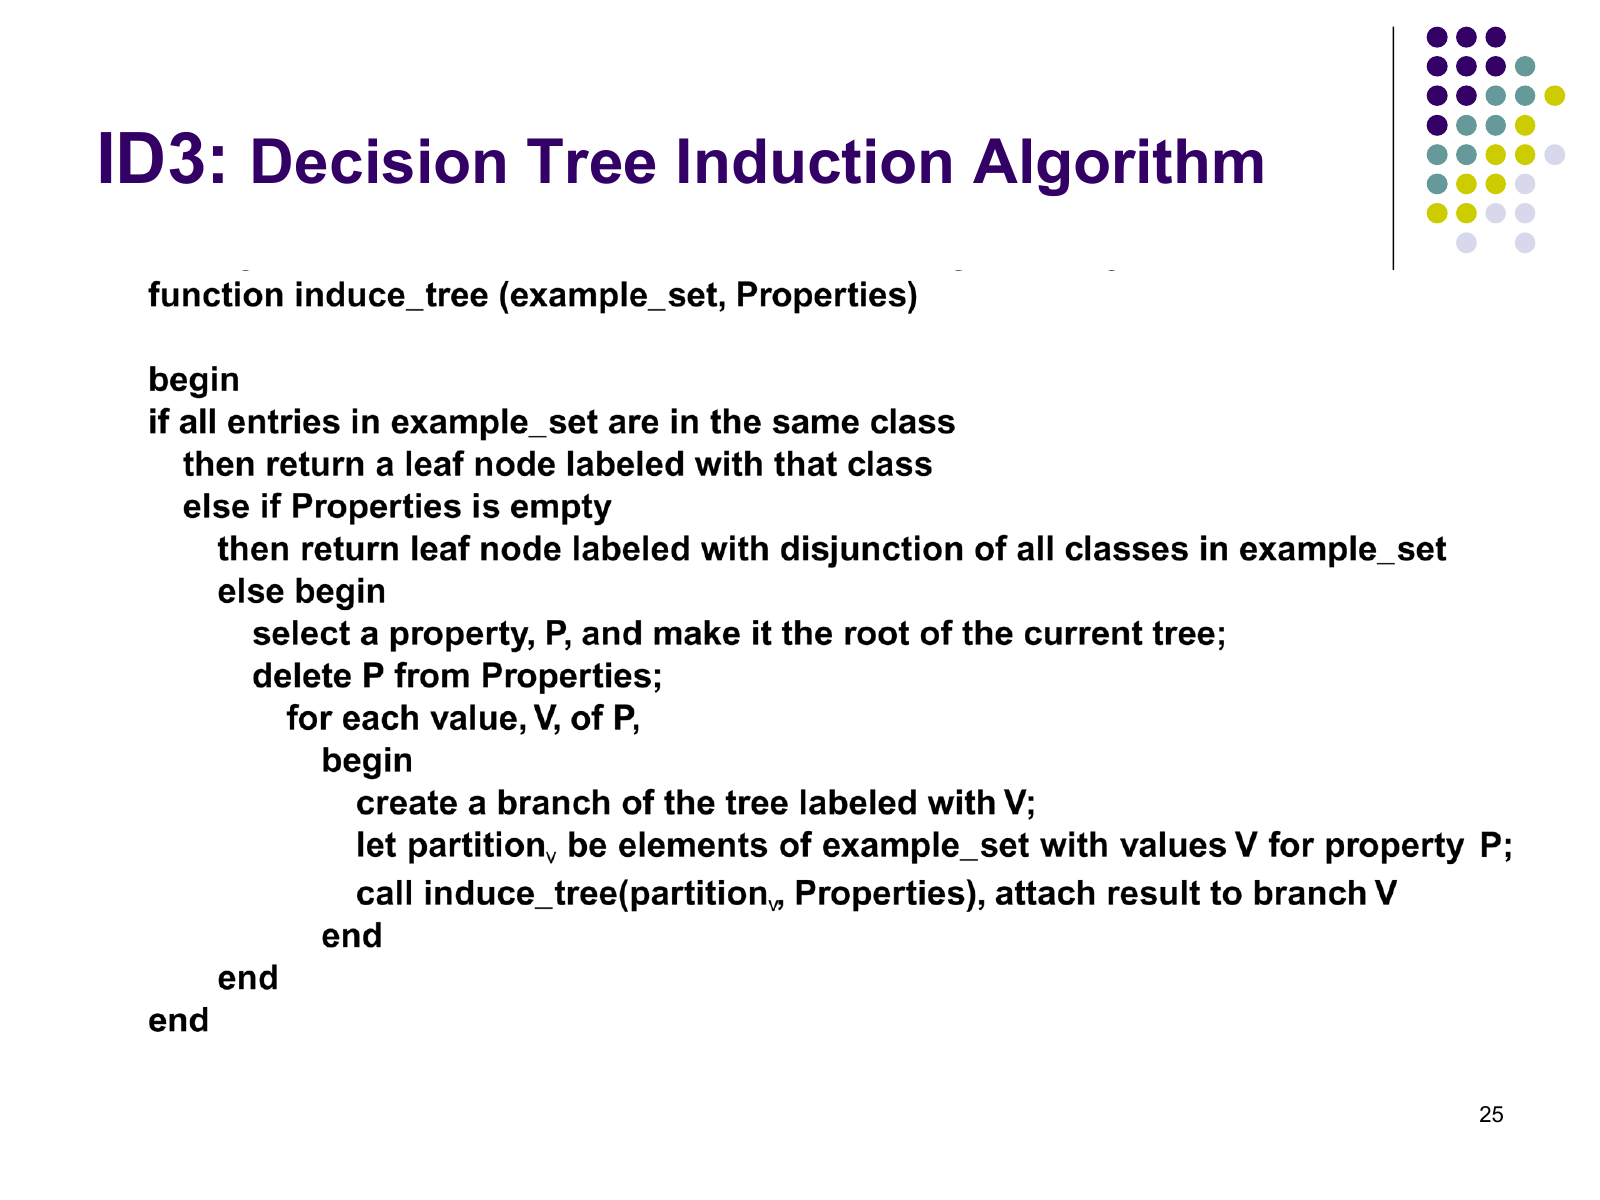 ID3: Decision Tree Induction Algorithm
function induce_tree (example_set, Properties)
begin
if all entries in example_set are in the same class
then return a leaf node labeled with that class
else if Properties is empty
then return leaf node labeled with disjunction of all classes in example_set
else begin
select a property, P, and make it the root of the current tree;
delete P from Properties;
for each value, V, of P,
begin
create a branch of the tree labeled with V;
let partitionv be elements of example_set with values V for property P;
call induce_tree(partitionv, Properties), attach result to branch V
end
end
end
25